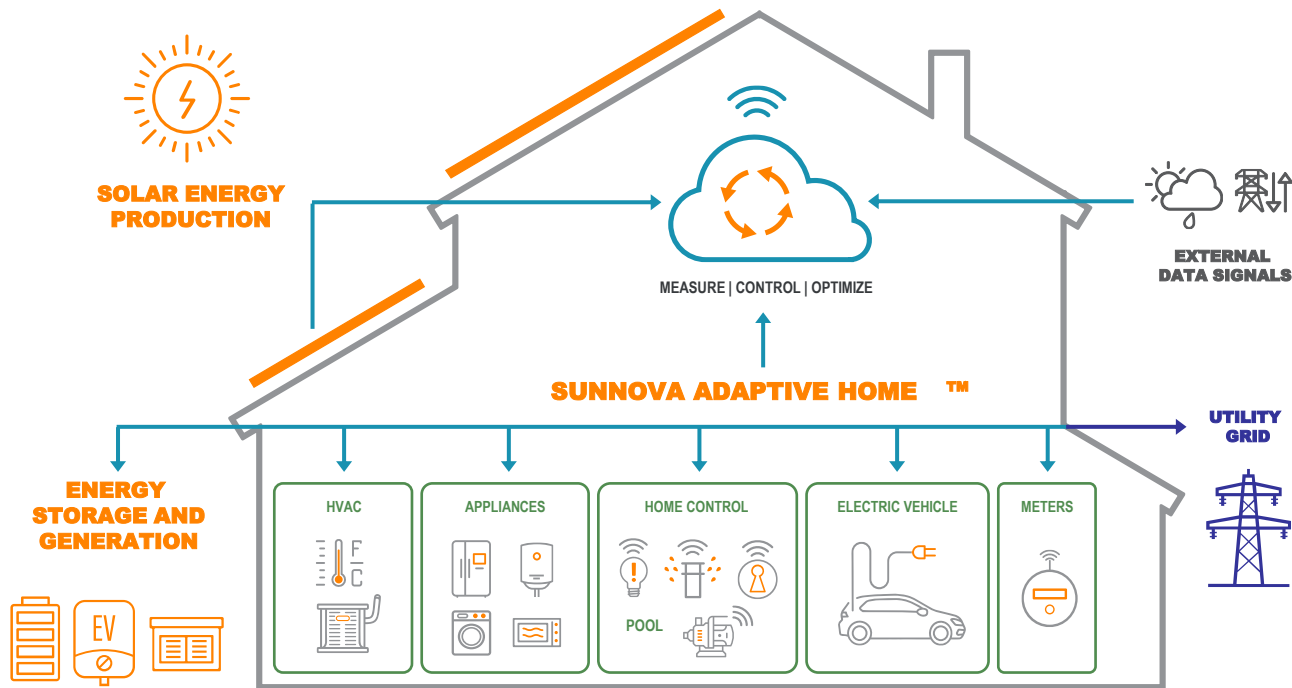 SOLAR ENERGY
PRODUCTION
MEASURE | CONTROL | OPTIMIZE
EXTERNAL
DATA SIGNALS
SUNNOVA ADAPTIVE HOME ™
UTILITY
GRID
ENERGY
STORAGE AND
GENERATION
HVAC
APPLIANCES
HOME CONTROL
ELECTRIC VEHICLE
METERS
F
C
POOL
EV